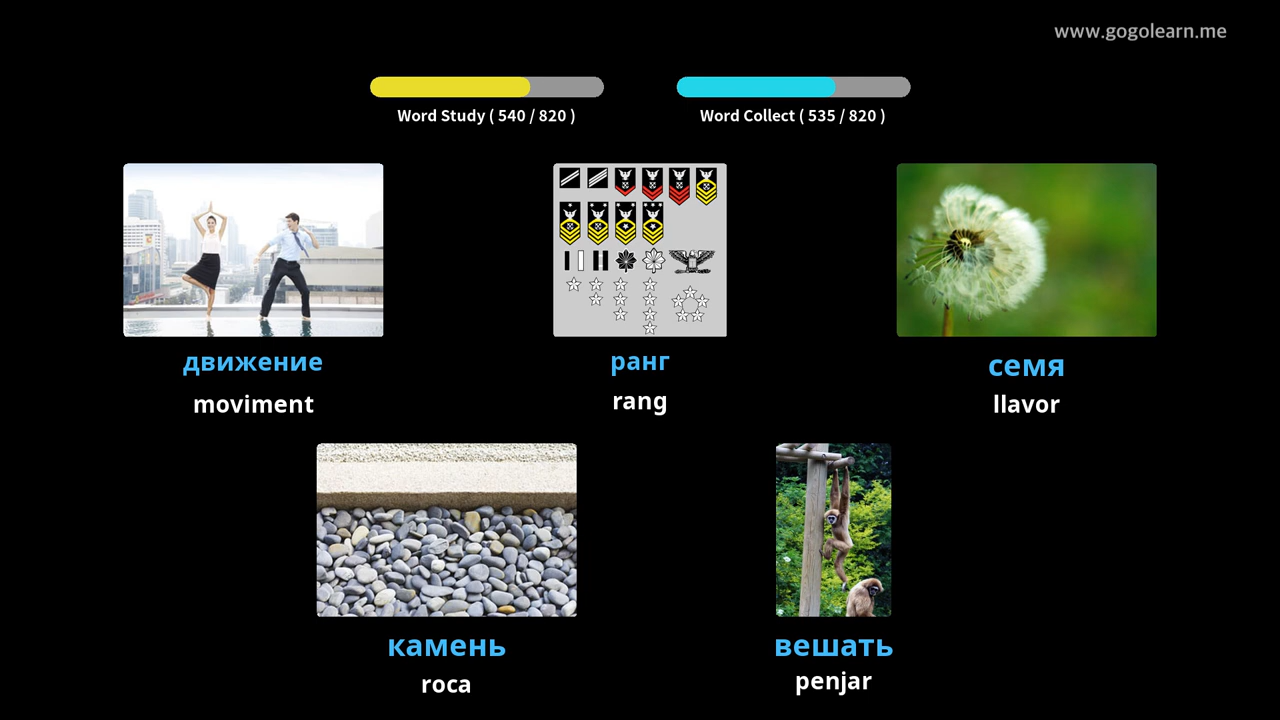 www.gogolearn.me
Word Study ( 540 / 820 )
Word Collect ( 535 / 820 )
движение
ранг
семя
moviment
rang
llavor
камень
вешать
roca
penjar